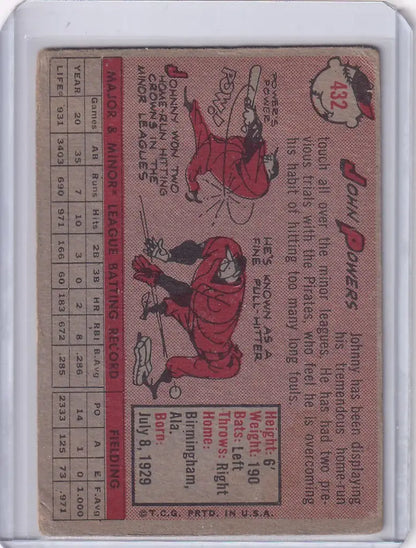 432
JOHN POWERS
Johnny has been displaying
his tremendous home-run
touch all over the minor leagues. He has had two pre-
vious trials with the Pirates, who feel he is overcoming
his habit of hitting too many long fouls.
POWERS
POWER
POW!
JOHNNY WON TWO
HOME-RUN HITTING
CROWNS IN THE
MINOR LEAGUES
HE'S KNOWN AS A
FINE PULL-HITTER
Height: 6'
Weight: 190
Bats: Left
Throws: Right
Home:
Birmingham,
Ala.
Born:
July 8, 1929
MAJOR & MINOR LEAGUE BATTING RECORD FIELDING
Games AB Runs Hits 2B 3B HR RBI B.Avg PO A E F.Avg
YEAR 20 35 7 10 3 0 2 8 .286 14 1 0 1.000
LIFE 931 3403 690 971 166 60 183 672 .285 2333 125 73 .971
© T.C.G. PRTD. IN U.S.A.